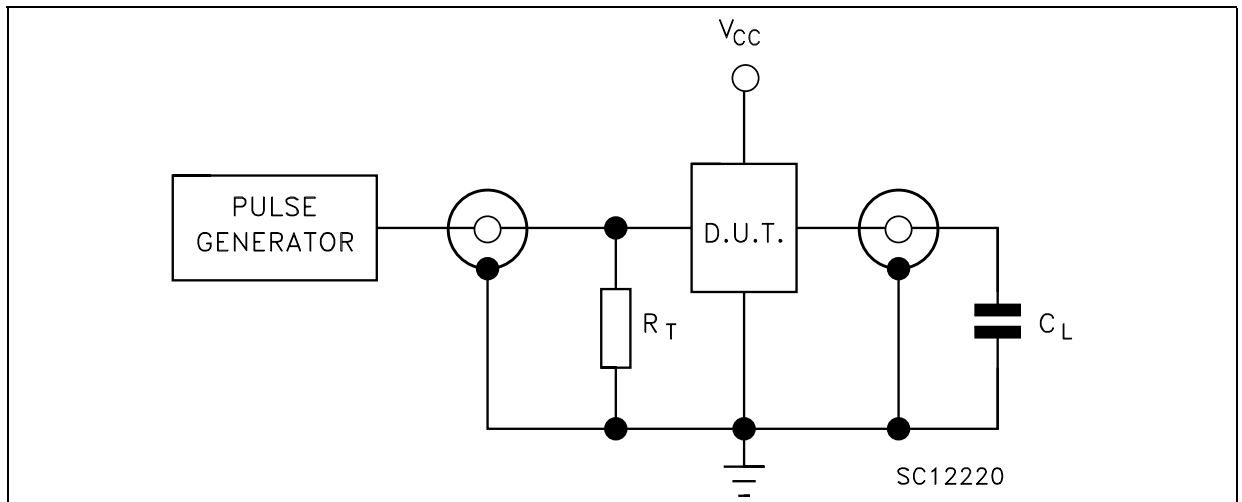 VCC
PULSE
GENERATOR
D.U.T.
RT
CL
SC12220